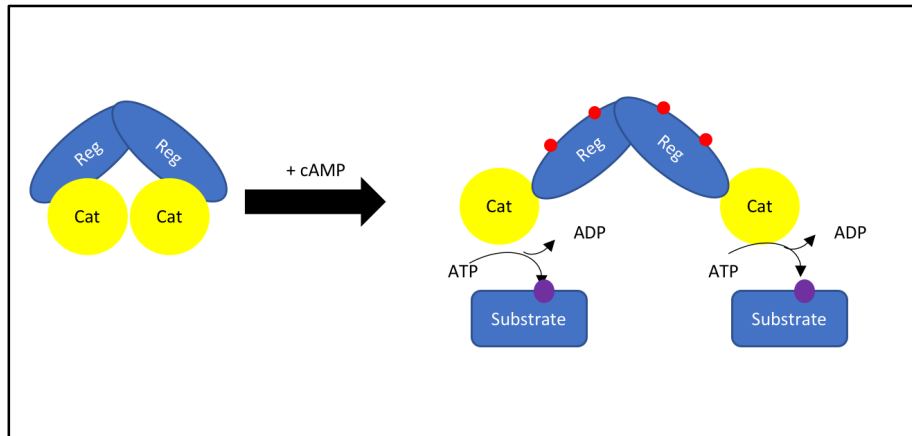 Reg
Reg
Cat
Cat
+ cAMP
Reg
Reg
Cat
Cat
ATP
ADP
ATP
ADP
Substrate
Substrate